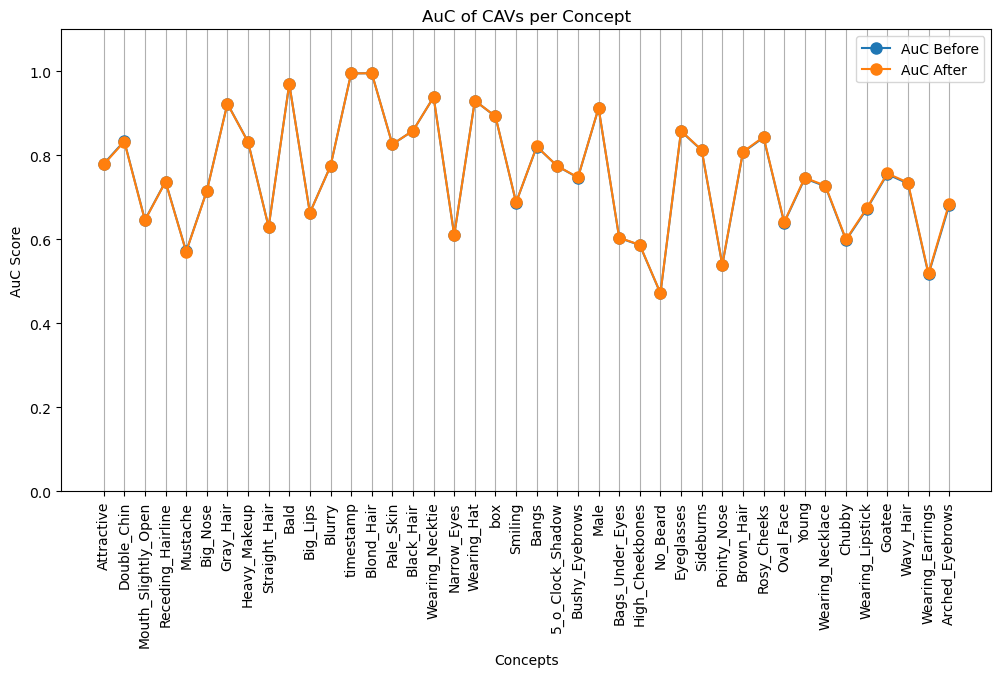 AuC of CAVs per Concept
AuC Before
AuC After
AuC Score
1.0
0.8
0.6
0.4
0.2
0.0
Attractive
Double_Chin
Mouth_Slightly_Open
Receding_Hairline
Mustache
Big_Nose
Gray_Hair
Heavy_Makeup
Straight_Hair
Bald
Big_Lips
Blurry
timestamp
Blond_Hair
Pale_Skin
Black_Hair
Wearing_Necktie
Narrow_Eyes
Wearing_Hat
box
Smiling
Bangs
5_o_Clock_Shadow
Bushy_Eyebrows
Male
Bags_Under_Eyes
High_Cheekbones
No_Beard
Eyeglasses
Sideburns
Pointy_Nose
Brown_Hair
Rosy_Cheeks
Oval_Face
Young
Wearing_Necklace
Chubby
Wearing_Lipstick
Goatee
Wavy_Hair
Wearing_Earrings
Arched_Eyebrows
Concepts